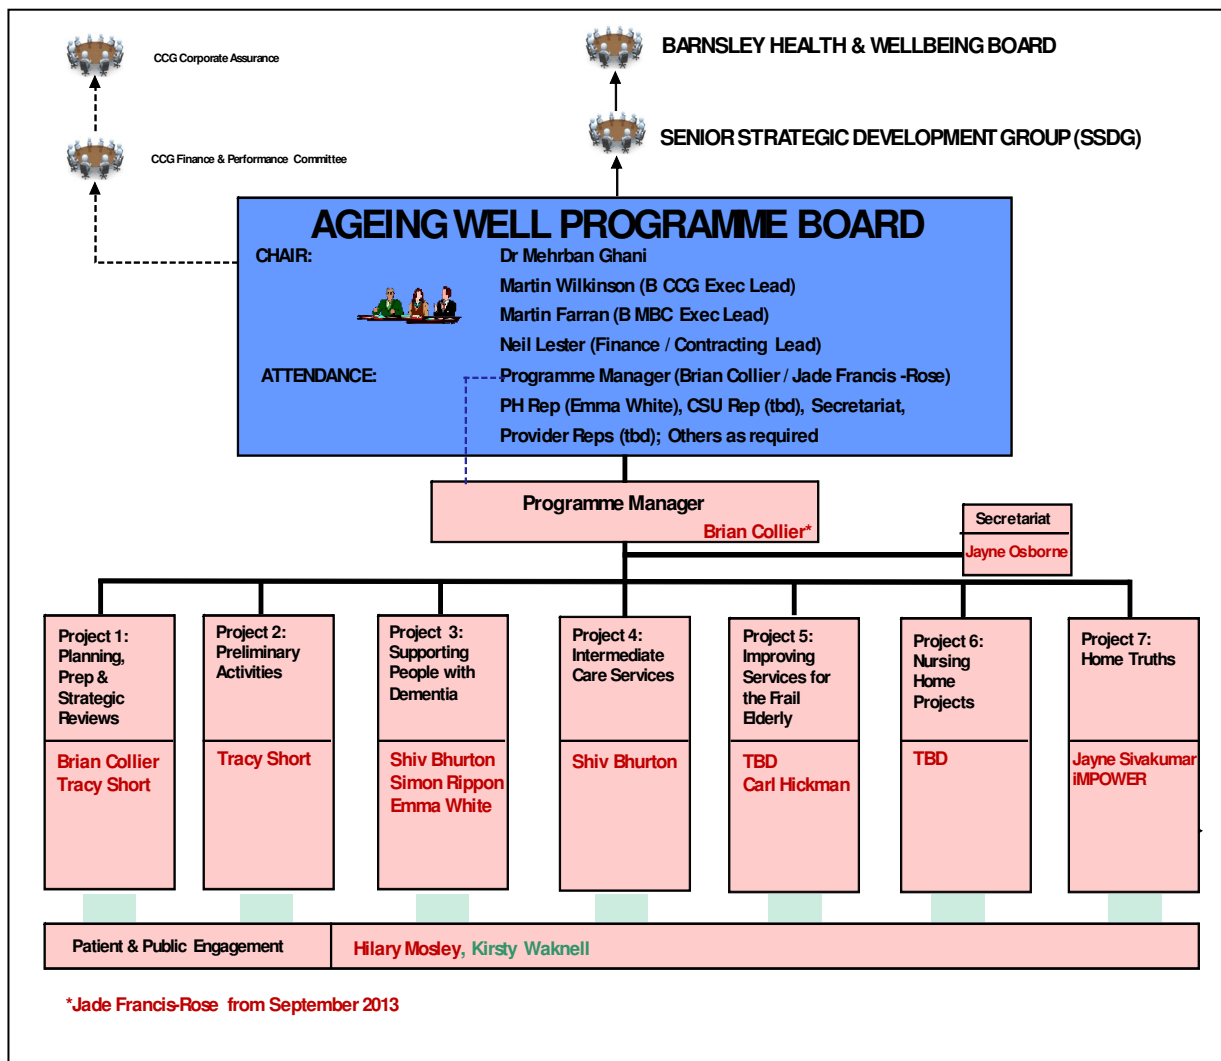 CCG Corporate Assurance
BARNSLEY HEALTH & WELLBEING BOARD
CCG Finance & Performance Committee
SENIOR STRATEGIC DEVELOPMENT GROUP (SSDG)
AGEING WELL PROGRAMME BOARD
CHAIR: Dr Mehrban Ghani
Martin Wilkinson (B CCG Exec Lead)
Martin Farran (B MBC Exec Lead)
Neil Lester (Finance / Contracting Lead)
ATTENDANCE: Programme Manager (Brian Collier / Jade Francis -Rose)
PH Rep (Emma White), CSU Rep (tbd), Secretariat,
Provider Reps (tbd); Others as required
Programme Manager
Brian Collier*
Secretariat
Jayne Osborne
Project 1:
Planning,
Prep &
Strategic
Reviews
Brian Collier
Tracy Short
Project 2:
Preliminary
Activities
Tracy Short
Project 3:
Supporting
People with
Dementia
Shiv Bhurton
Simon Rippon
Emma White
Project 4:
Intermediate
Care Services
Shiv Bhurton
Project 5:
Improving
Services for
the Frail
Elderly
TBD
Carl Hickman
Project 6:
Nursing
Home
Projects
TBD
Project 7:
Home Truths
Jayne Sivakumar
iMPOWER
Patient & Public Engagement
Hilary Mosley, Kirsty Waknell
*Jade Francis-Rose from September 2013